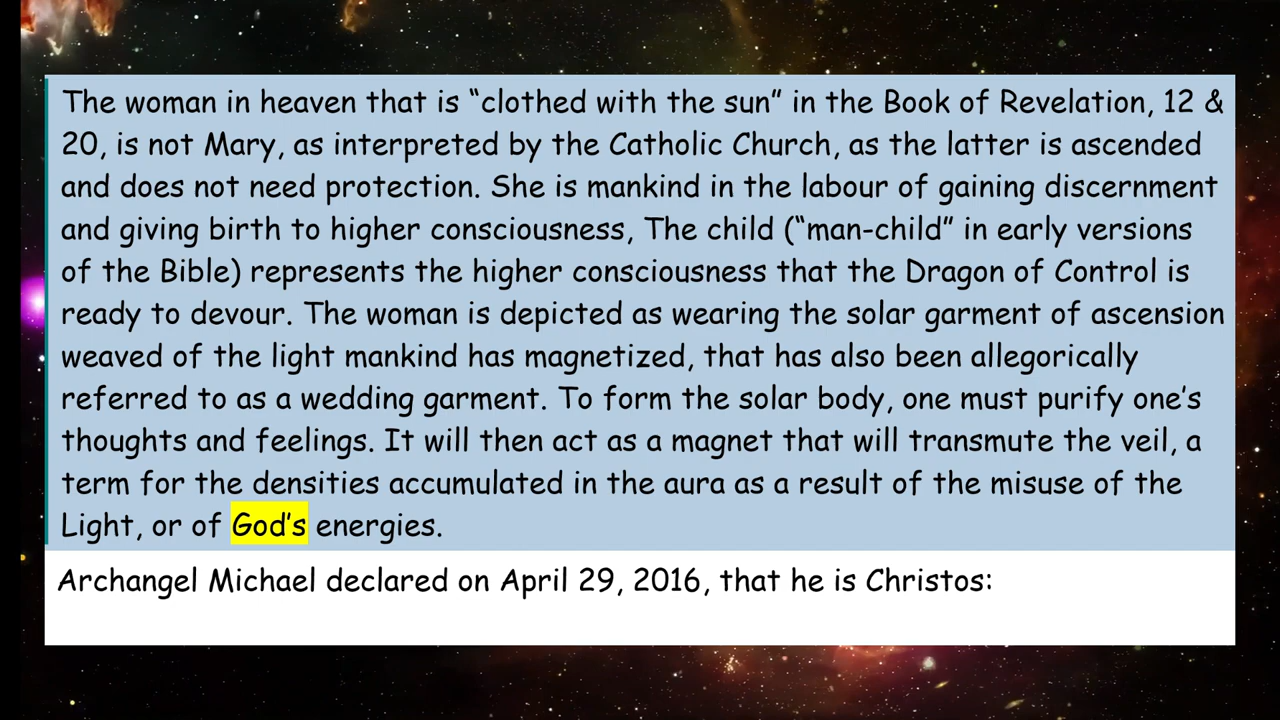 The woman in heaven that is “clothed with the sun” in the Book of Revelation, 12 &
20, is not Mary, as interpreted by the Catholic Church, as the latter is ascended
and does not need protection. She is mankind in the labour of gaining discernment
and giving birth to higher consciousness, The child (“man-child” in early versions
of the Bible) represents the higher consciousness that the Dragon of Control is
ready to devour. The woman is depicted as wearing the solar garment of ascension
weaved of the light mankind has magnetized, that has also been allegorically
referred to as a wedding garment. To form the solar body, one must purify one’s
thoughts and feelings. It will then act as a magnet that will transmute the veil, a
term for the densities accumulated in the aura as a result of the misuse of the
Light, or of God’s energies.
Archangel Michael declared on April 29, 2016, that he is Christos: